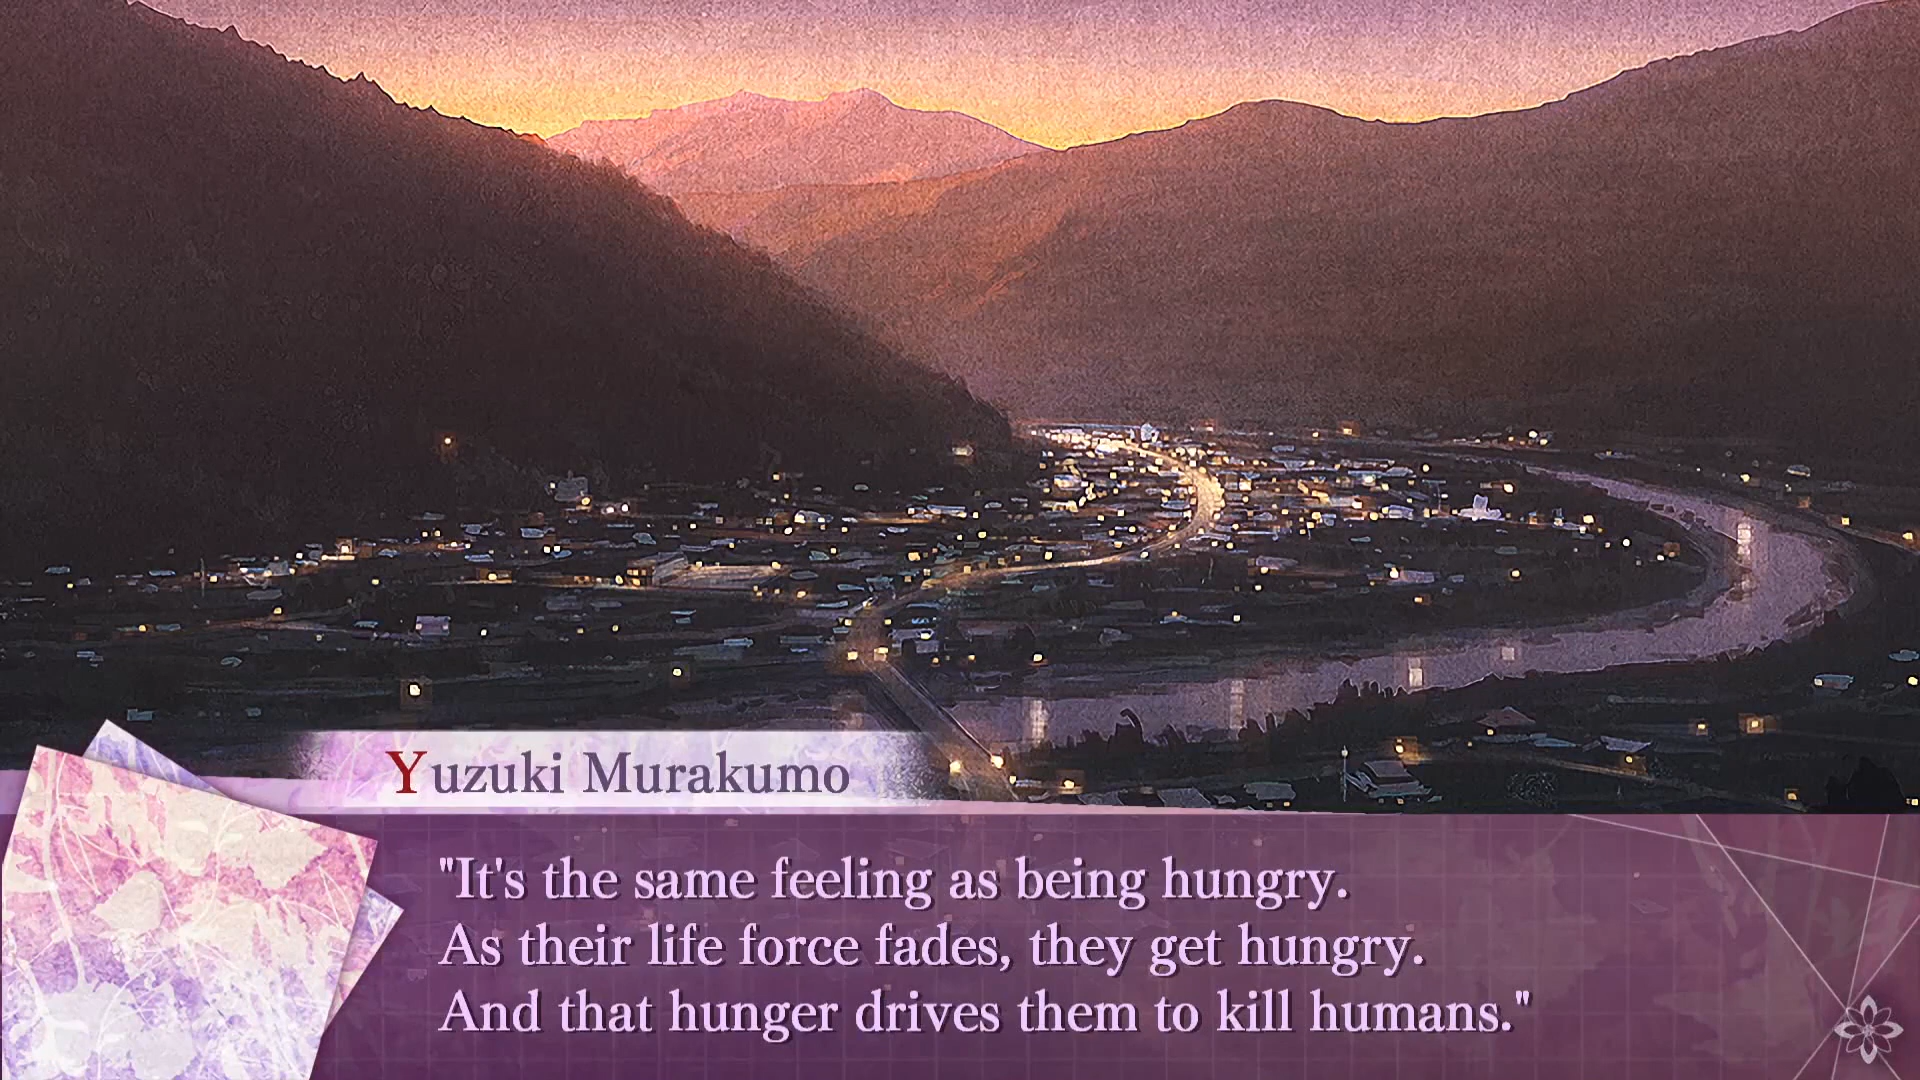 Yuzuki Murakumo
"It's the same feeling as being hungry.
As their life force fades, they get hungry.
And that hunger drives them to kill humans."